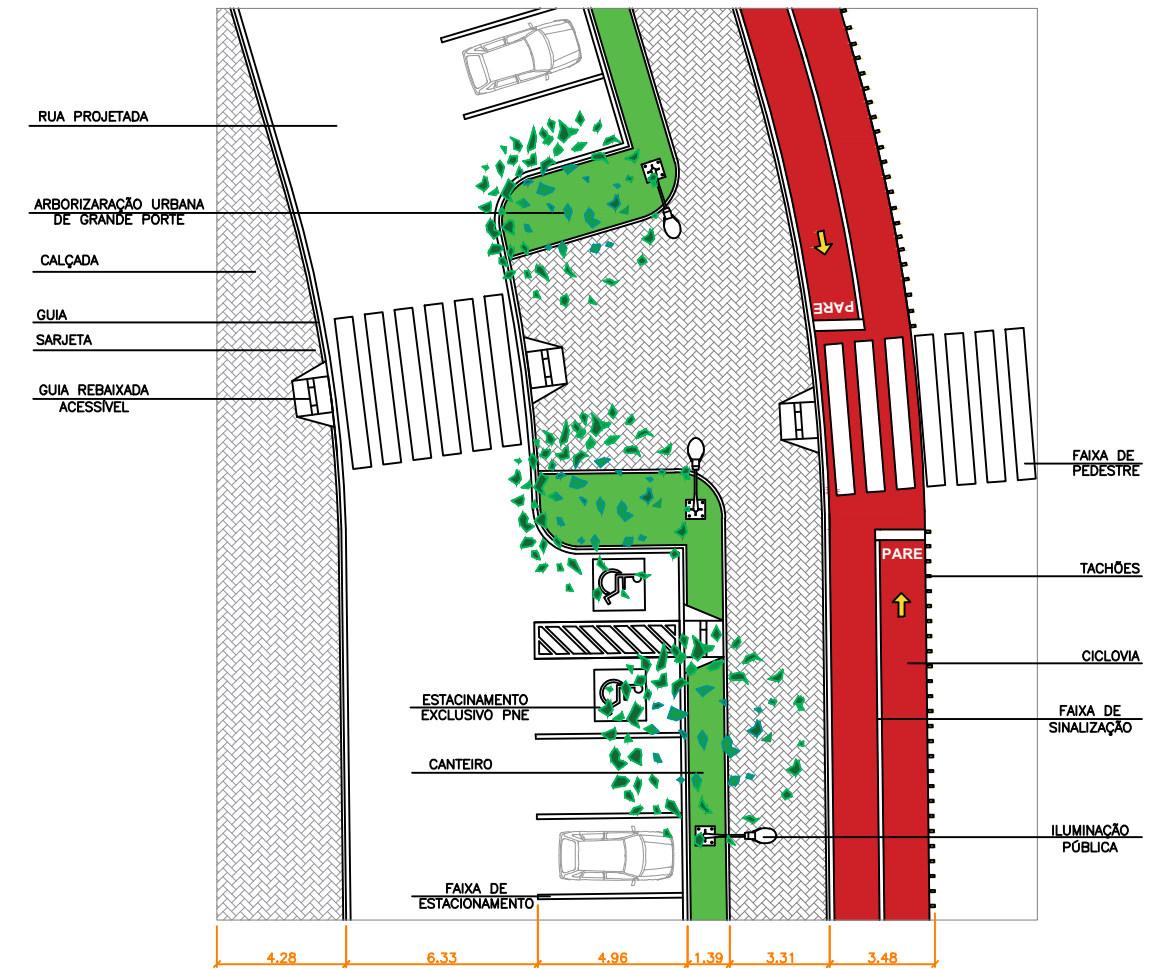 RUA PROJETADA
ARBORIZARAÇÃO URBANA
DE GRANDE PORTE
CALÇADA
GUIA
SARJETA
GUIA REBAIXADA
ACESSÍVEL
PARE
FAIXA DE
PEDESTRE
PARE
TACHÕES
CICLOVIA
FAIXA DE
SINALIZAÇÃO
ESTACINAMENTO
EXCLUSIVO PNE
CANTEIRO
ILUMINAÇÃO
PÚBLICA
FAIXA DE
ESTACIONAMENTO
4.28 6.33 4.96 1.39 3.31 3.48